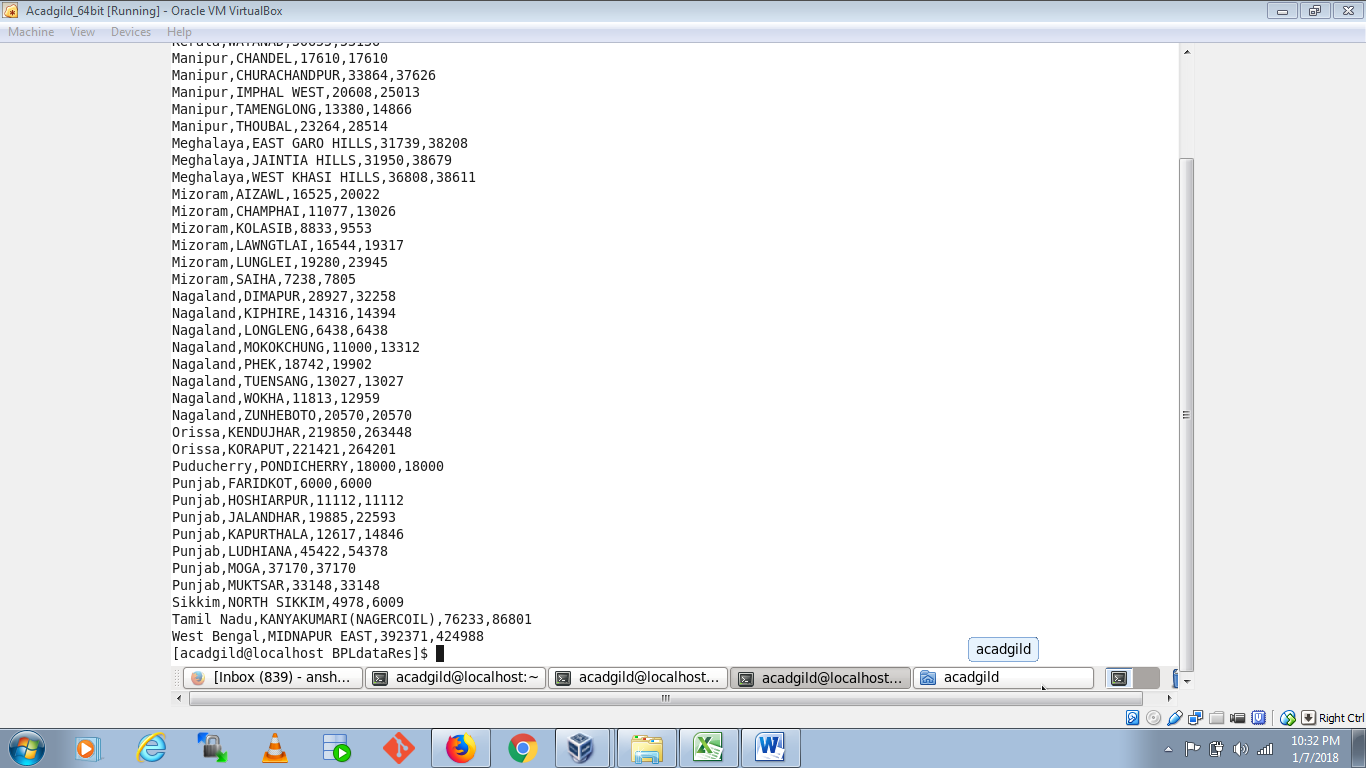 Acadgild_64bit [Running] - Oracle VM VirtualBox
Machine View Devices Help
Manipur,CHANDEL,17610,17610
Manipur,CHURACHANDPUR,33864,37626
Manipur,IMPHAL WEST,20608,25013
Manipur,TAMENGLONG,13380,14866
Manipur,THOUBAL,23264,28514
Meghalaya,EAST GARO HILLS,31739,38208
Meghalaya,JAINTIA HILLS,31950,38679
Meghalaya,WEST KHASI HILLS,36808,38611
Mizoram,AIZAWL,16525,20022
Mizoram,CHAMPHAI,11077,13026
Mizoram,KOLASIB,8833,9553
Mizoram,LAWNGTLAI,16544,19317
Mizoram,LUNGLEI,19280,23945
Mizoram,SAIHA,7238,7805
Nagaland,DIMAPUR,28927,32258
Nagaland,KIPHIRE,14316,14394
Nagaland,LONGLENG,6438,6438
Nagaland,MOKOKCHUNG,11000,13312
Nagaland,PHEK,18742,19902
Nagaland,TUENSANG,13027,13027
Nagaland,WOKHA,11813,12959
Nagaland,ZUNHEBOTO,20570,20570
Orissa,KENDUJHAR,219850,263448
Orissa,KORAPUT,221421,264201
Puducherry,PONDICHERRY,18000,18000
Punjab,FARIDKOT,6000,6000
Punjab,HOSHIARPUR,11112,11112
Punjab,JALANDHAR,19885,22593
Punjab,KAPURTHALA,12617,14846
Punjab,LUDHIANA,45422,54378
Punjab,MOGA,37170,37170
Punjab,MUKTSAR,33148,33148
Sikkim,NORTH SIKKIM,4978,6009
Tamil Nadu,KANYAKUMARI(NAGERCOIL),76233,86801
West Bengal,MIDNAPUR EAST,392371,424988
[acadgild@localhost BPLdataRes]$
acadgild
[Inbox (839) - ansh... acadgild@localhost:~ acadgild@localhost... acadgild@localhost... acadgild
Right Ctrl
10:32 PM
1/7/2018